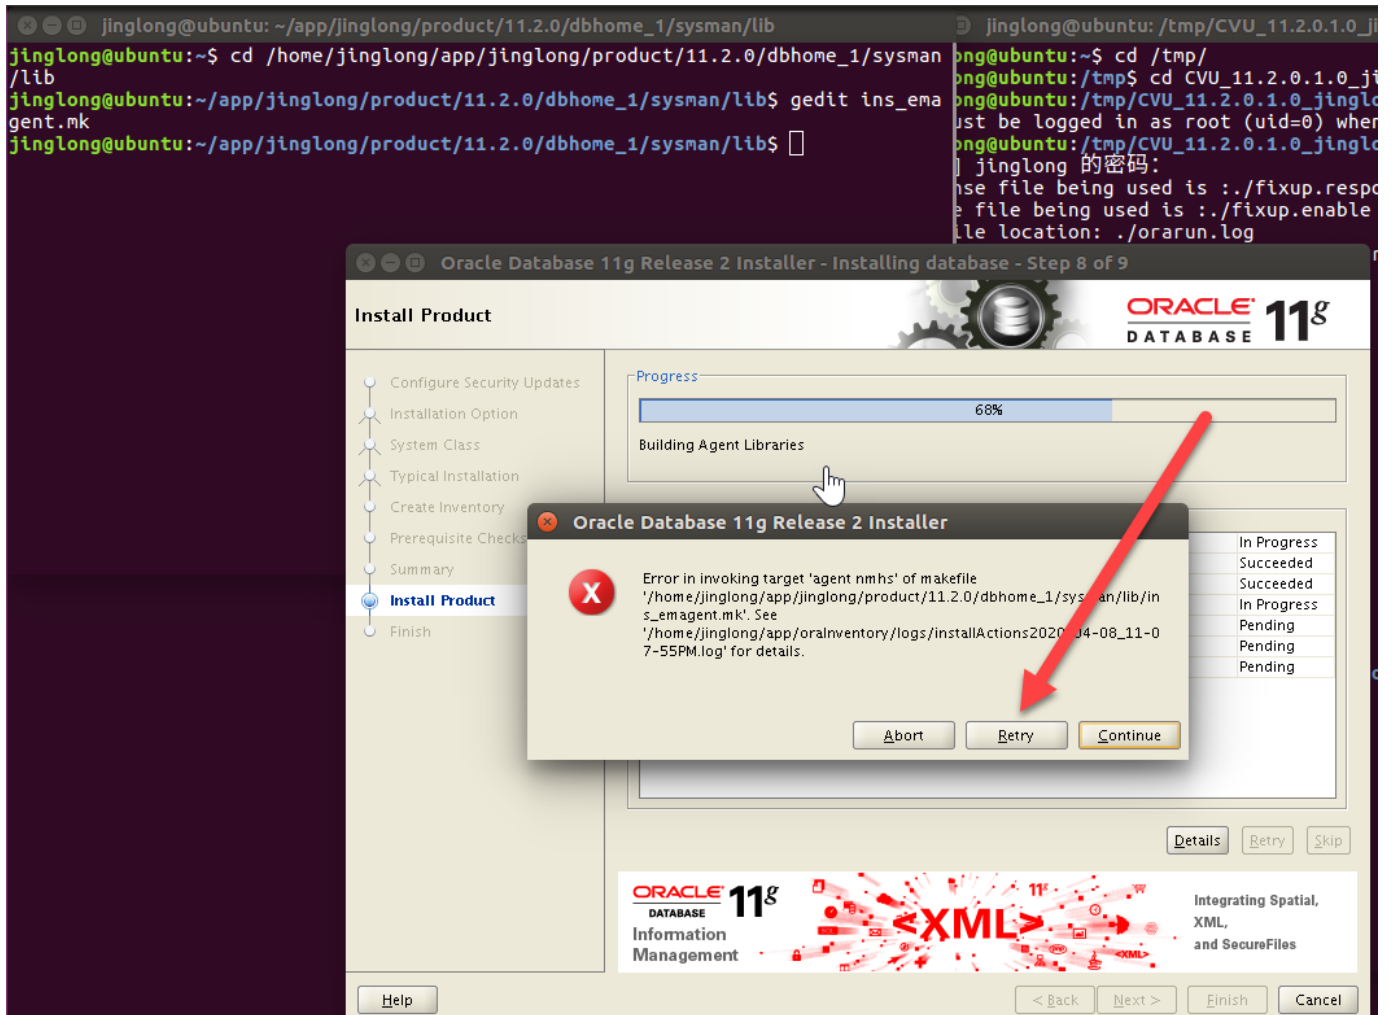 jinglong@ubuntu: ~/app/jinglong/product/11.2.0/dbhome_1/sysman/lib
jinglong@ubuntu:~$ cd /home/jinglong/app/jinglong/product/11.2.0/dbhome_1/sysman
/lib
jinglong@ubuntu:~/app/jinglong/product/11.2.0/dbhome_1/sysman/lib$ gedit ins_ema
gent.mk
jinglong@ubuntu:~/app/jinglong/product/11.2.0/dbhome_1/sysman/lib$
jinglong@ubuntu: /tmp/CVU_11.2.0.1.0_ji
ong@ubuntu:~$ cd /tmp/
ong@ubuntu:/tmp$ cd CVU_11.2.0.1.0_ji
ong@ubuntu:/tmp/CVU_11.2.0.1.0_jinglo
ust be logged in as root (uid=0) when
ong@ubuntu:/tmp/CVU_11.2.0.1.0_jinglo
] jinglong 的密码：
nse file being used is :./fixup.respo
e file being used is :./fixup.enable
ile location: ./orarun.log
Oracle Database 11g Release 2 Installer - Installing database - Step 8 of 9
Install Product
ORACLE
DATABASE 11g
Configure Security Updates
Installation Option
System Class
Typical Installation
Create Inventory
Prerequisite Checks
Summary
Install Product
Finish
Progress
68%
Building Agent Libraries
In Progress
Succeeded
Succeeded
In Progress
Pending
Pending
Pending
Oracle Database 11g Release 2 Installer
X
Error in invoking target 'agent nmhs' of makefile
'/home/jinglong/app/jinglong/product/11.2.0/dbhome_1/sysman/lib/in
s_emagent.mk'. See
'/home/jinglong/app/oraInventory/logs/installActions2020-04-08_11-0
7-55PM.log' for details.
Abort Retry Continue
Details Retry Skip
ORACLE
DATABASE 11g
Information
Management
<XML>
11g
<XML>
Integrating Spatial,
XML,
and SecureFiles
Help < Back Next > Finish Cancel